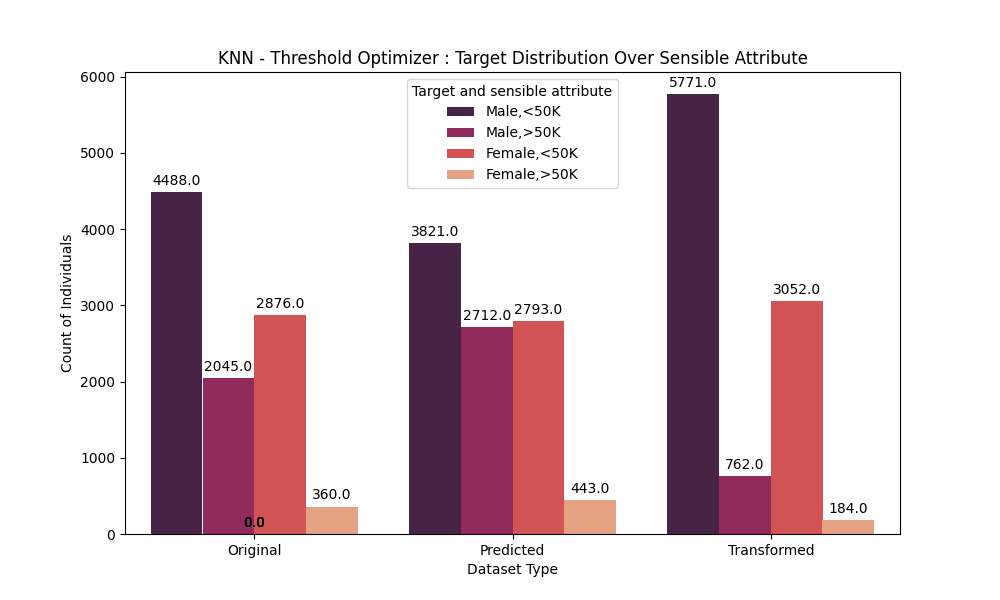 KNN - Threshold Optimizer : Target Distribution Over Sensible Attribute
Target and sensible attribute
Male,<50K
Male,>50K
Female,<50K
Female,>50K
Count of Individuals
6000
5000
4000
3000
2000
1000
0
4488.0
2045.0
2876.0
360.0
0.0
3821.0
2712.0
2793.0
443.0
5771.0
762.0
3052.0
184.0
Original
Predicted
Transformed
Dataset Type